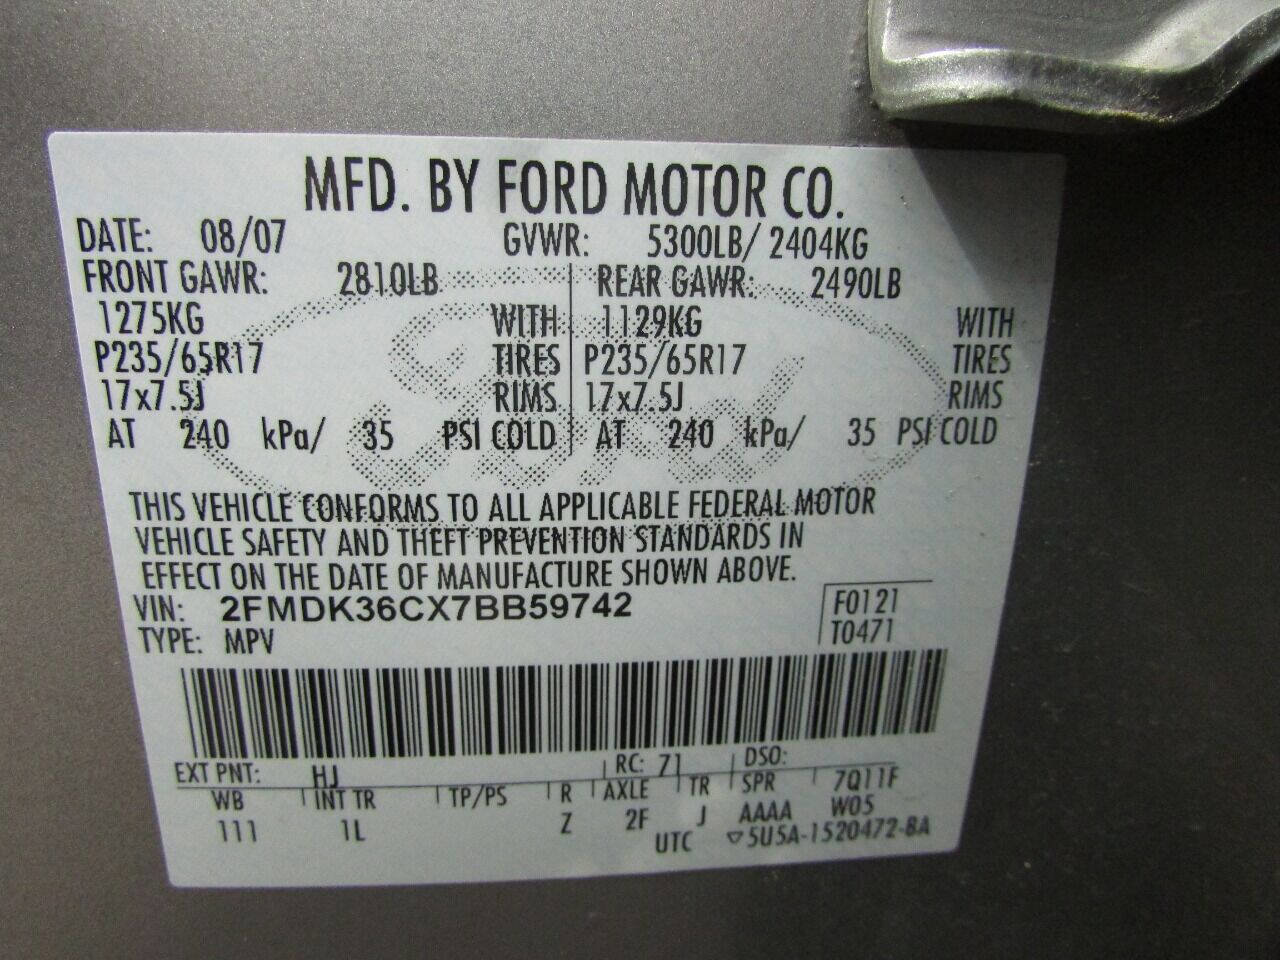 MFD. BY FORD MOTOR CO.
DATE: 08/07 GVWR: 5300LB/ 2404KG
FRONT GAWR: 2810LB REAR GAWR: 2490LB
1275KG WITH 1129KG WITH
P235/65R17 TIRES P235/65R17 TIRES
17x7.5J RIMS 17x7.5J RIMS
AT 240 kPa/ 35 PSI COLD AT 240 kPa/ 35 PSI COLD
Ford
THIS VEHICLE CONFORMS TO ALL APPLICABLE FEDERAL MOTOR
VEHICLE SAFETY AND THEFT PREVENTION STANDARDS IN
EFFECT ON THE DATE OF MANUFACTURE SHOWN ABOVE.
VIN: 2FMDK36CX7BB59742 F0121
TYPE: MPV T0471
EXT PNT: HJ RC: 71 DSO:
WB INT TR TP/PS R AXLE TR SPR 7Q11F
111 1L Z 2F J AAAA W05
UTC ▽5U5A-1520472-BA